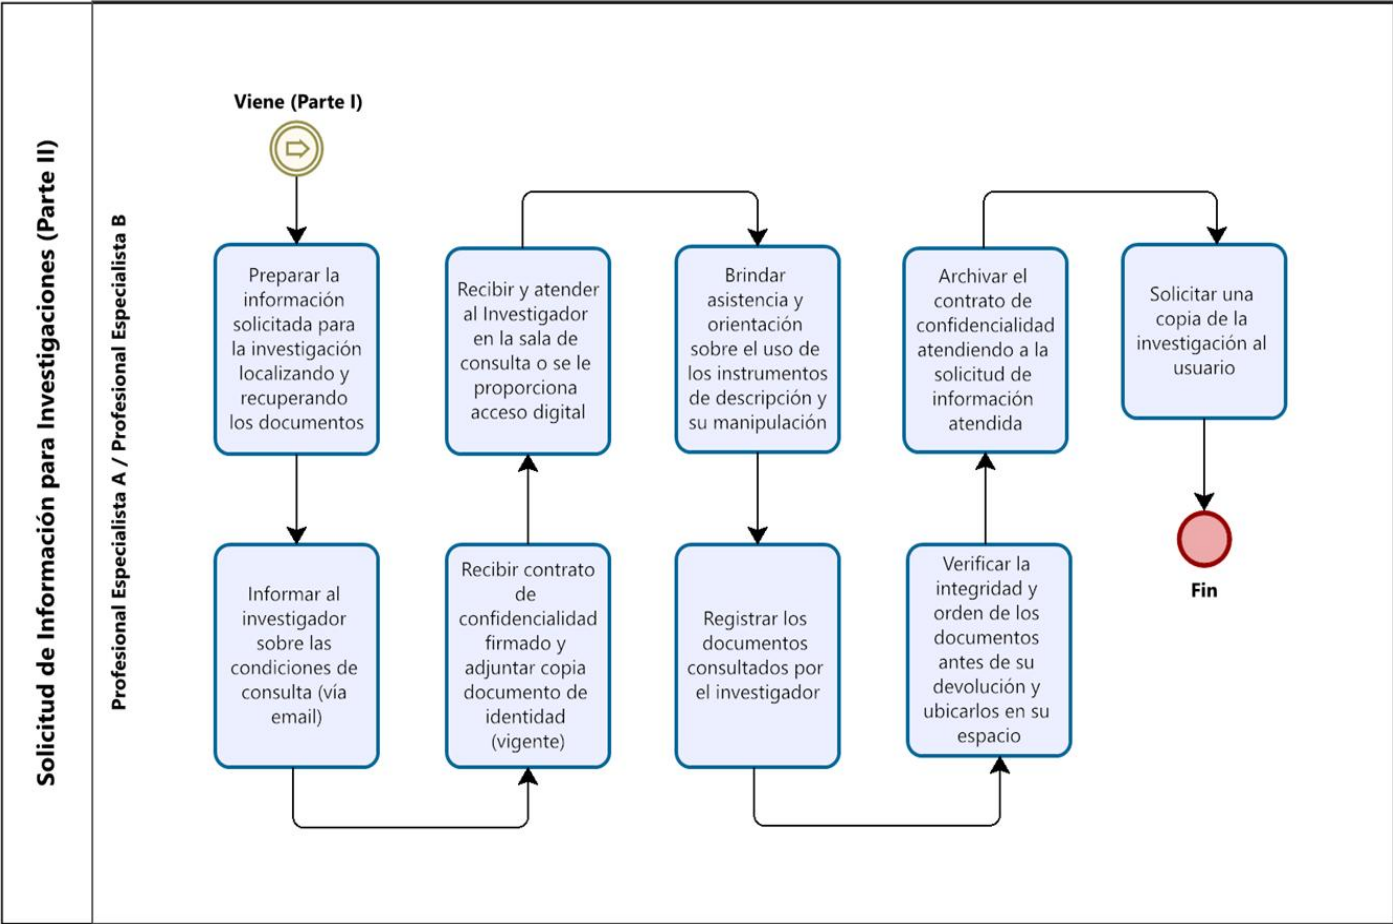 Solicitud de Información para Investigaciones (Parte II)
Profesional Especialista A / Profesional Especialista B
Viene (Parte I)
Preparar la
información
solicitada para
la investigación
localizando y
recuperando
los documentos
Informar al
investigador
sobre las
condiciones de
consulta (vía
email)
Recibir contrato
de
confidencialidad
firmado y
adjuntar copia
documento de
identidad
(vigente)
Recibir y atender
al Investigador
en la sala de
consulta o se le
proporciona
acceso digital
Brindar
asistencia y
orientación
sobre el uso de
los instrumentos
de descripción y
su manipulación
Registrar los
documentos
consultados por
el investigador
Verificar la
integridad y
orden de los
documentos
antes de su
devolución y
ubicarlos en su
espacio
Archivar el
contrato de
confidencialidad
atendiendo a la
solicitud de
información
atendida
Solicitar una
copia de la
investigación al
usuario
Fin